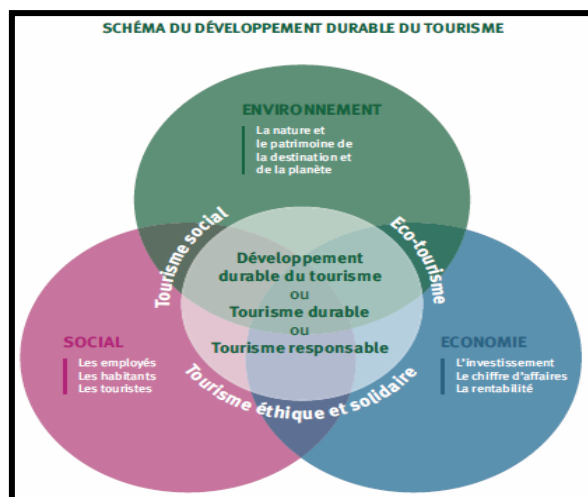 SCHÉMA DU DÉVELOPPEMENT DURABLE DU TOURISME
ENVIRONNEMENT
La nature et
le patrimoine de
la destination et
de la planète
Tourisme social
Eco-tourisme
Développement
durable du tourisme
OU
Tourisme durable
OU
Tourisme responsable
SOCIAL
Les employés
Les habitants
Les touristes
ECONOMIE
L'investissement
Le chiffre d'affaires
La rentabilité
Tourisme éthique et solidaire